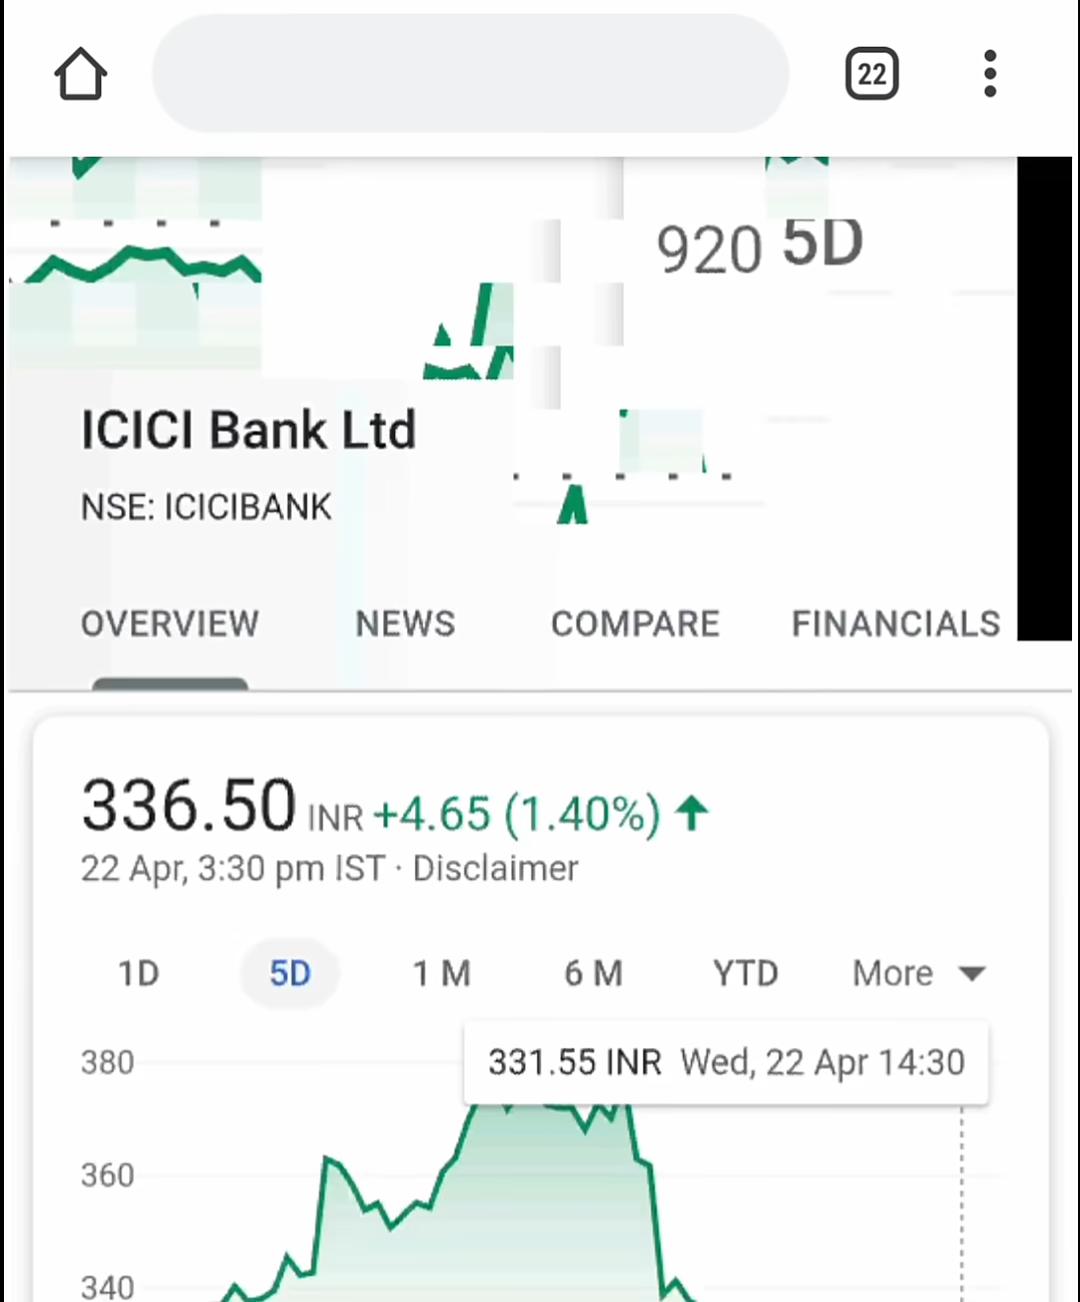 22
920 5D
ICICI Bank Ltd
NSE: ICICIBANK
OVERVIEW NEWS COMPARE FINANCIALS
336.50 INR +4.65 (1.40%)
22 Apr, 3:30 pm IST · Disclaimer
1D 5D 1 M 6 M YTD More
380
331.55 INR Wed, 22 Apr 14:30
360
340